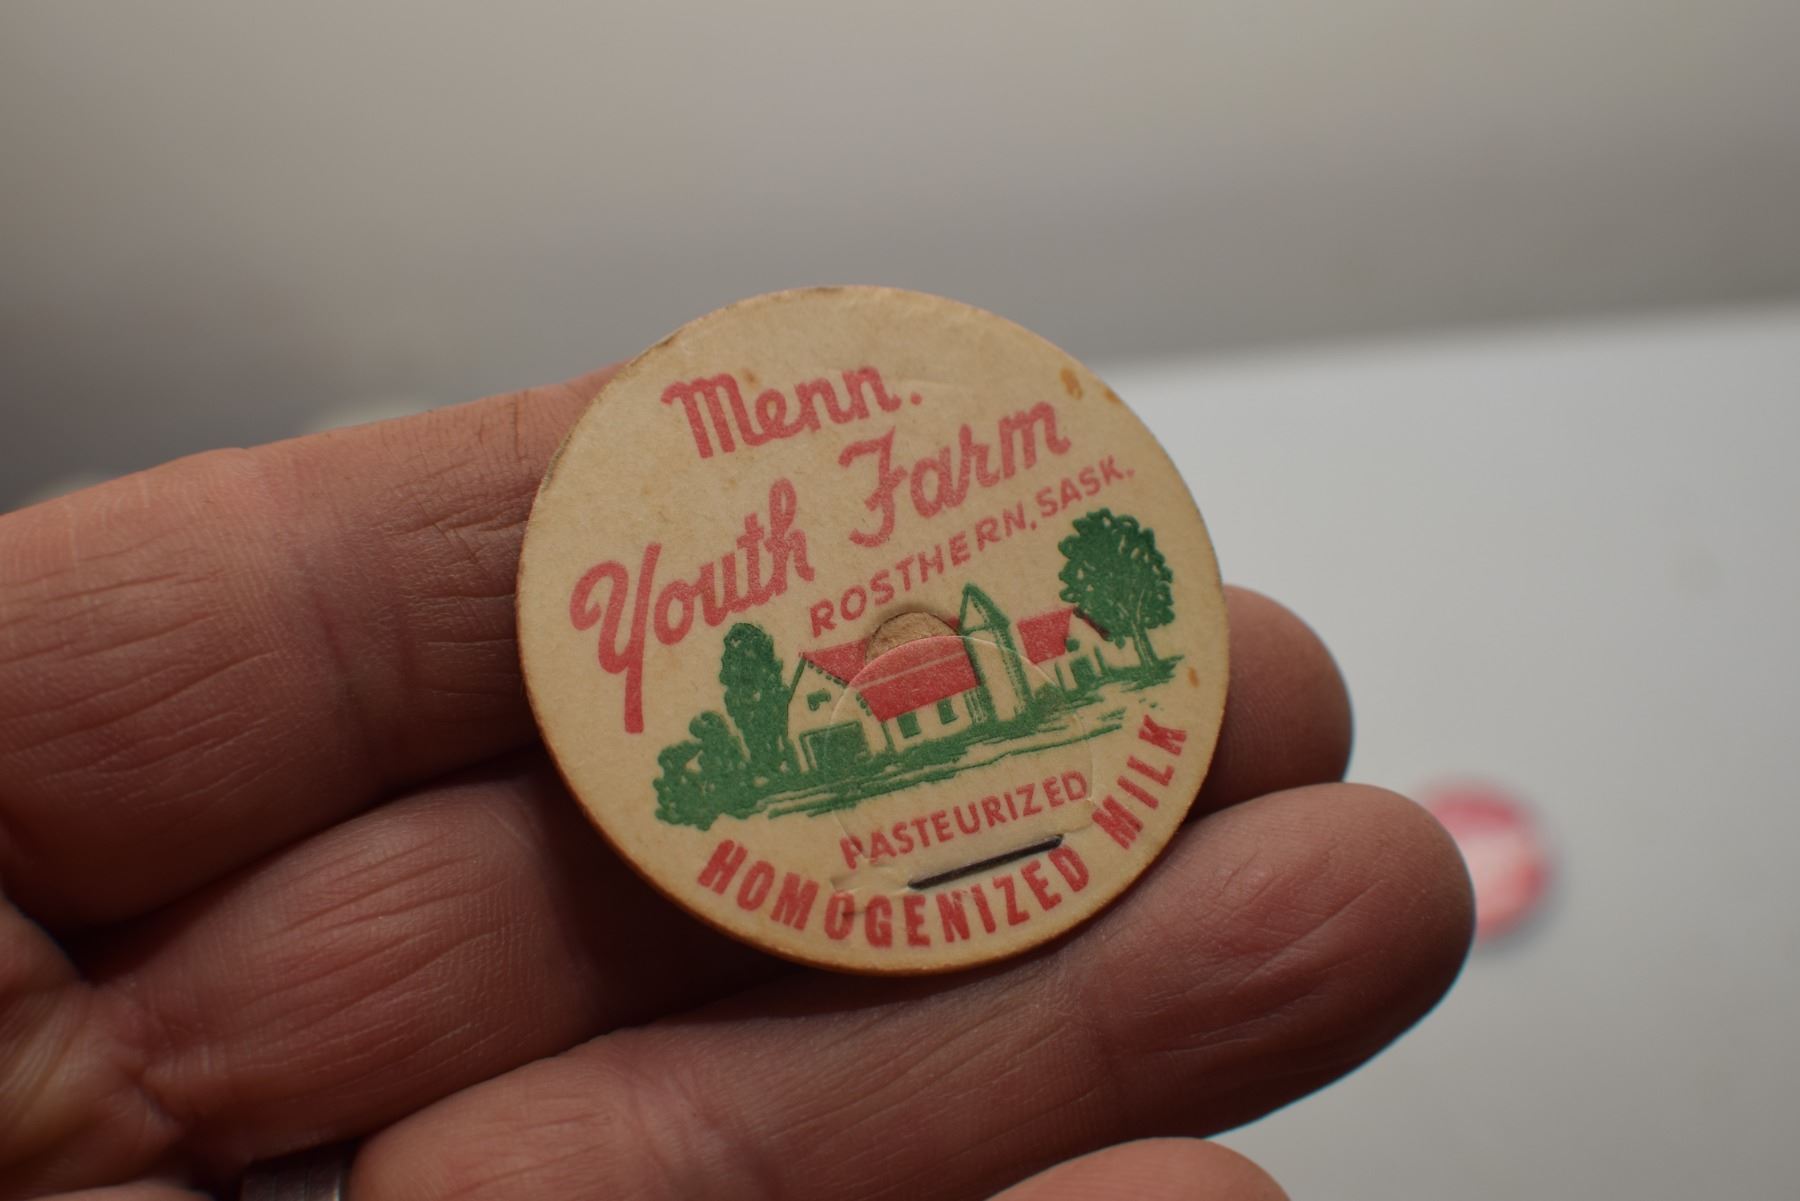 Menn.
Youth Farm
ROSTHERN, SASK.
PASTEURIZED
HOMOGENIZED MILK